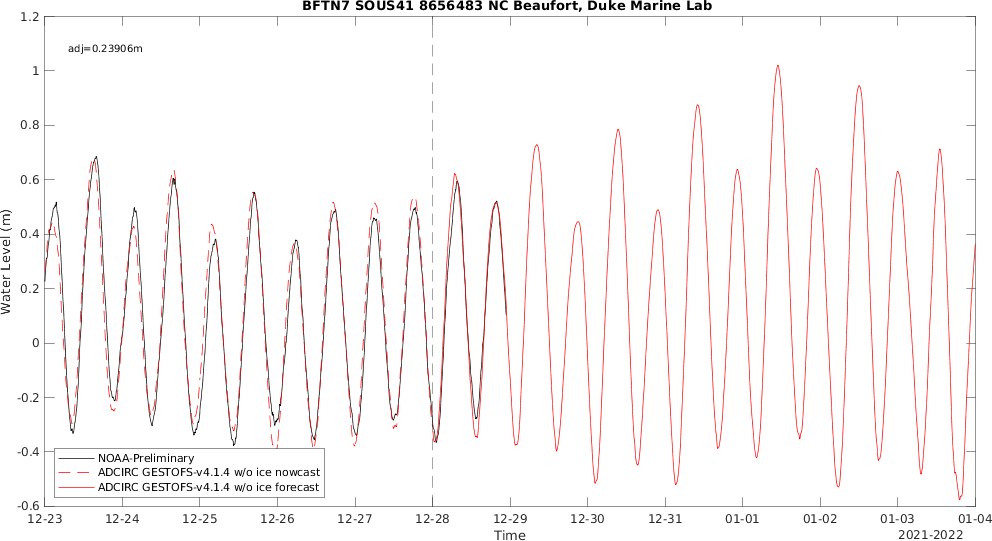 BFTN7 SOUS41 8656483 NC Beaufort, Duke Marine Lab
1.2
adj=0.23906m
1
0.8
0.6
0.4
0.2
0
-0.2
-0.4
-0.6
Water Level (m)
NOAA-Preliminary
ADCIRC GESTOFS-v4.1.4 w/o ice nowcast
ADCIRC GESTOFS-v4.1.4 w/o ice forecast
12-23 12-24 12-25 12-26 12-27 12-28 12-29 12-30 12-31 01-01 01-02 01-03 01-04
Time
2021-2022